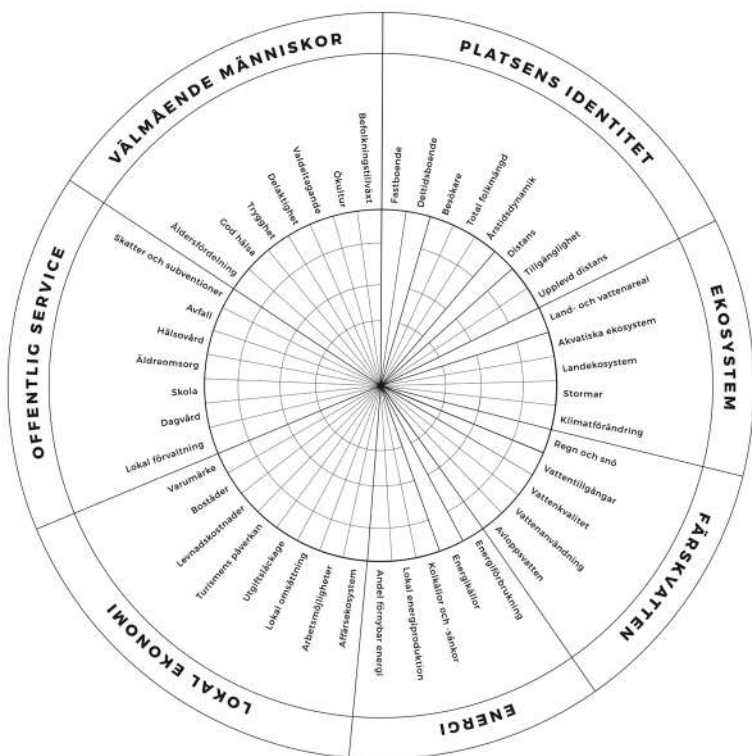 PLATSENS IDENTITET
Fastboende
Deltidsboende
Besökare
Total folkmängd
Årstidsdynamik
Distans
Tillgänglighet
Upplevd distans
EKOSYSTEM
Land- och vattenareal
Akvatiska ekosystem
Landekosystem
Stormar
Klimatförändring
FÄRSKVATTEN
Regn och snö
Vattentillgångar
Vattenkvalitet
Vattenanvändning
Avloppsvatten
ENERGI
Energiförbrukning
Energikällor
Kolkällor och -sänkor
Lokal energiproduktion
Andel förnybar energi
LOKAL EKONOMI
Affärsekosystem
Arbetsmöjligheter
Lokal omsättning
Utgiftsläckage
Turismens påverkan
Levnadskostnader
Bostäder
Varumärke
OFFENTLIG SERVICE
Lokal förvaltning
Dagvård
Skola
Äldreomsorg
Hälsovård
Avfall
Skatter och subventioner
VÄLMÅENDE MÄNNISKOR
Åldersfördelning
God hälsa
Trygghet
Delaktighet
Valdeltagande
Ökultur
Befolkningstillväxt